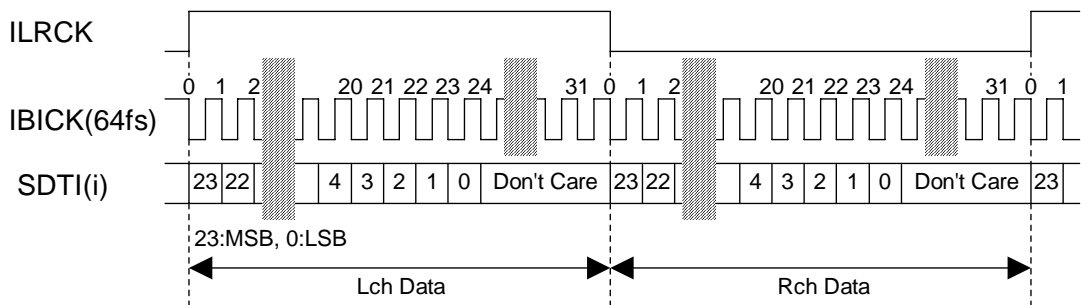 ILRCK
0 1 2 20 21 22 23 24 31 0 1 2 20 21 22 23 24 31 0 1
IBICK(64fs)
SDTI(i) 23 22 4 3 2 1 0 Don't Care 23 22 4 3 2 1 0 Don't Care 23
23:MSB, 0:LSB
Lch Data Rch Data